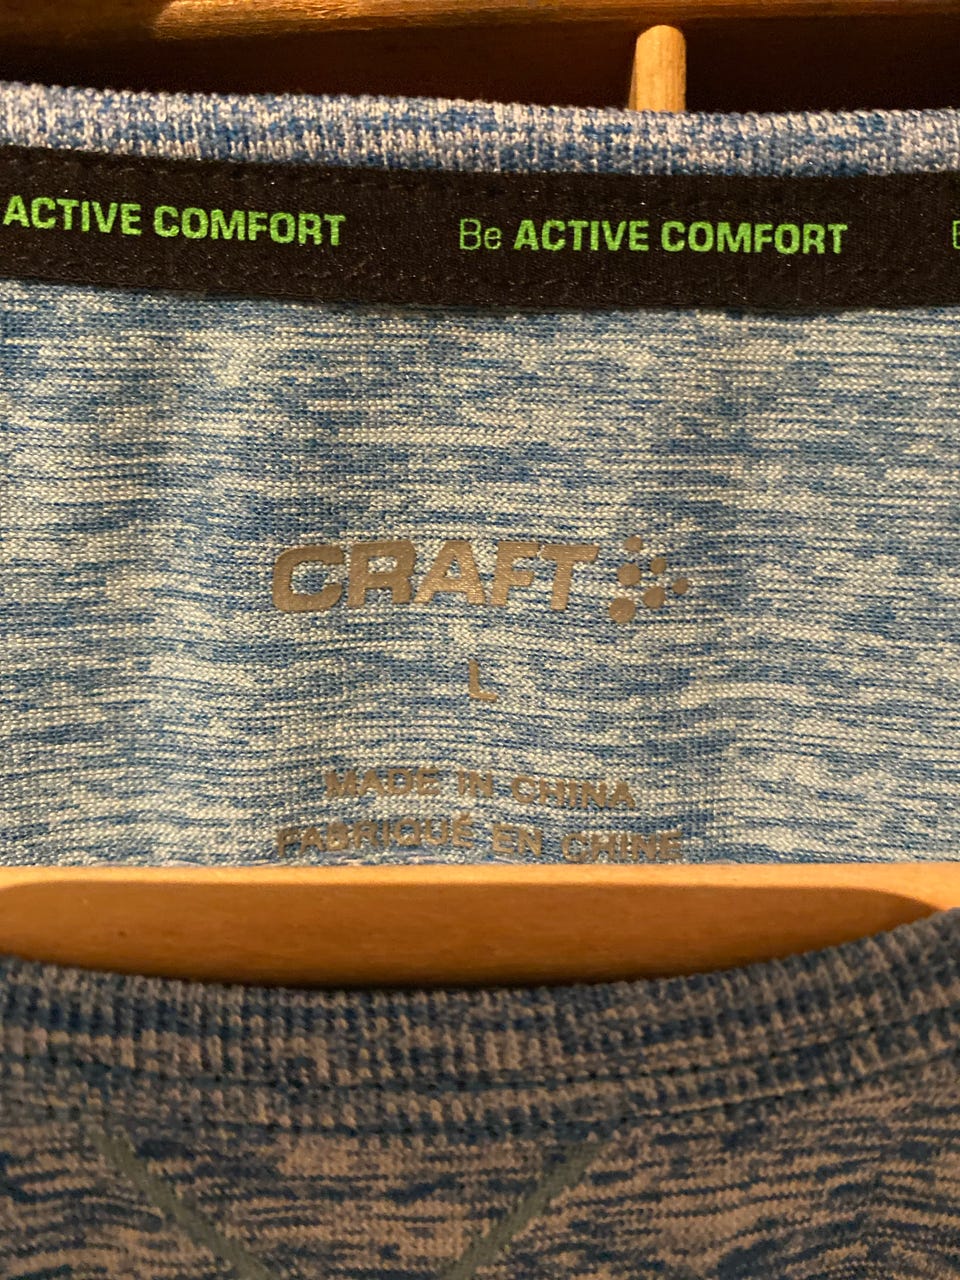 ACTIVE COMFORT Be ACTIVE COMFORT
CRAFT
L
MADE IN CHINA
FABRIQUÉ EN CHINE